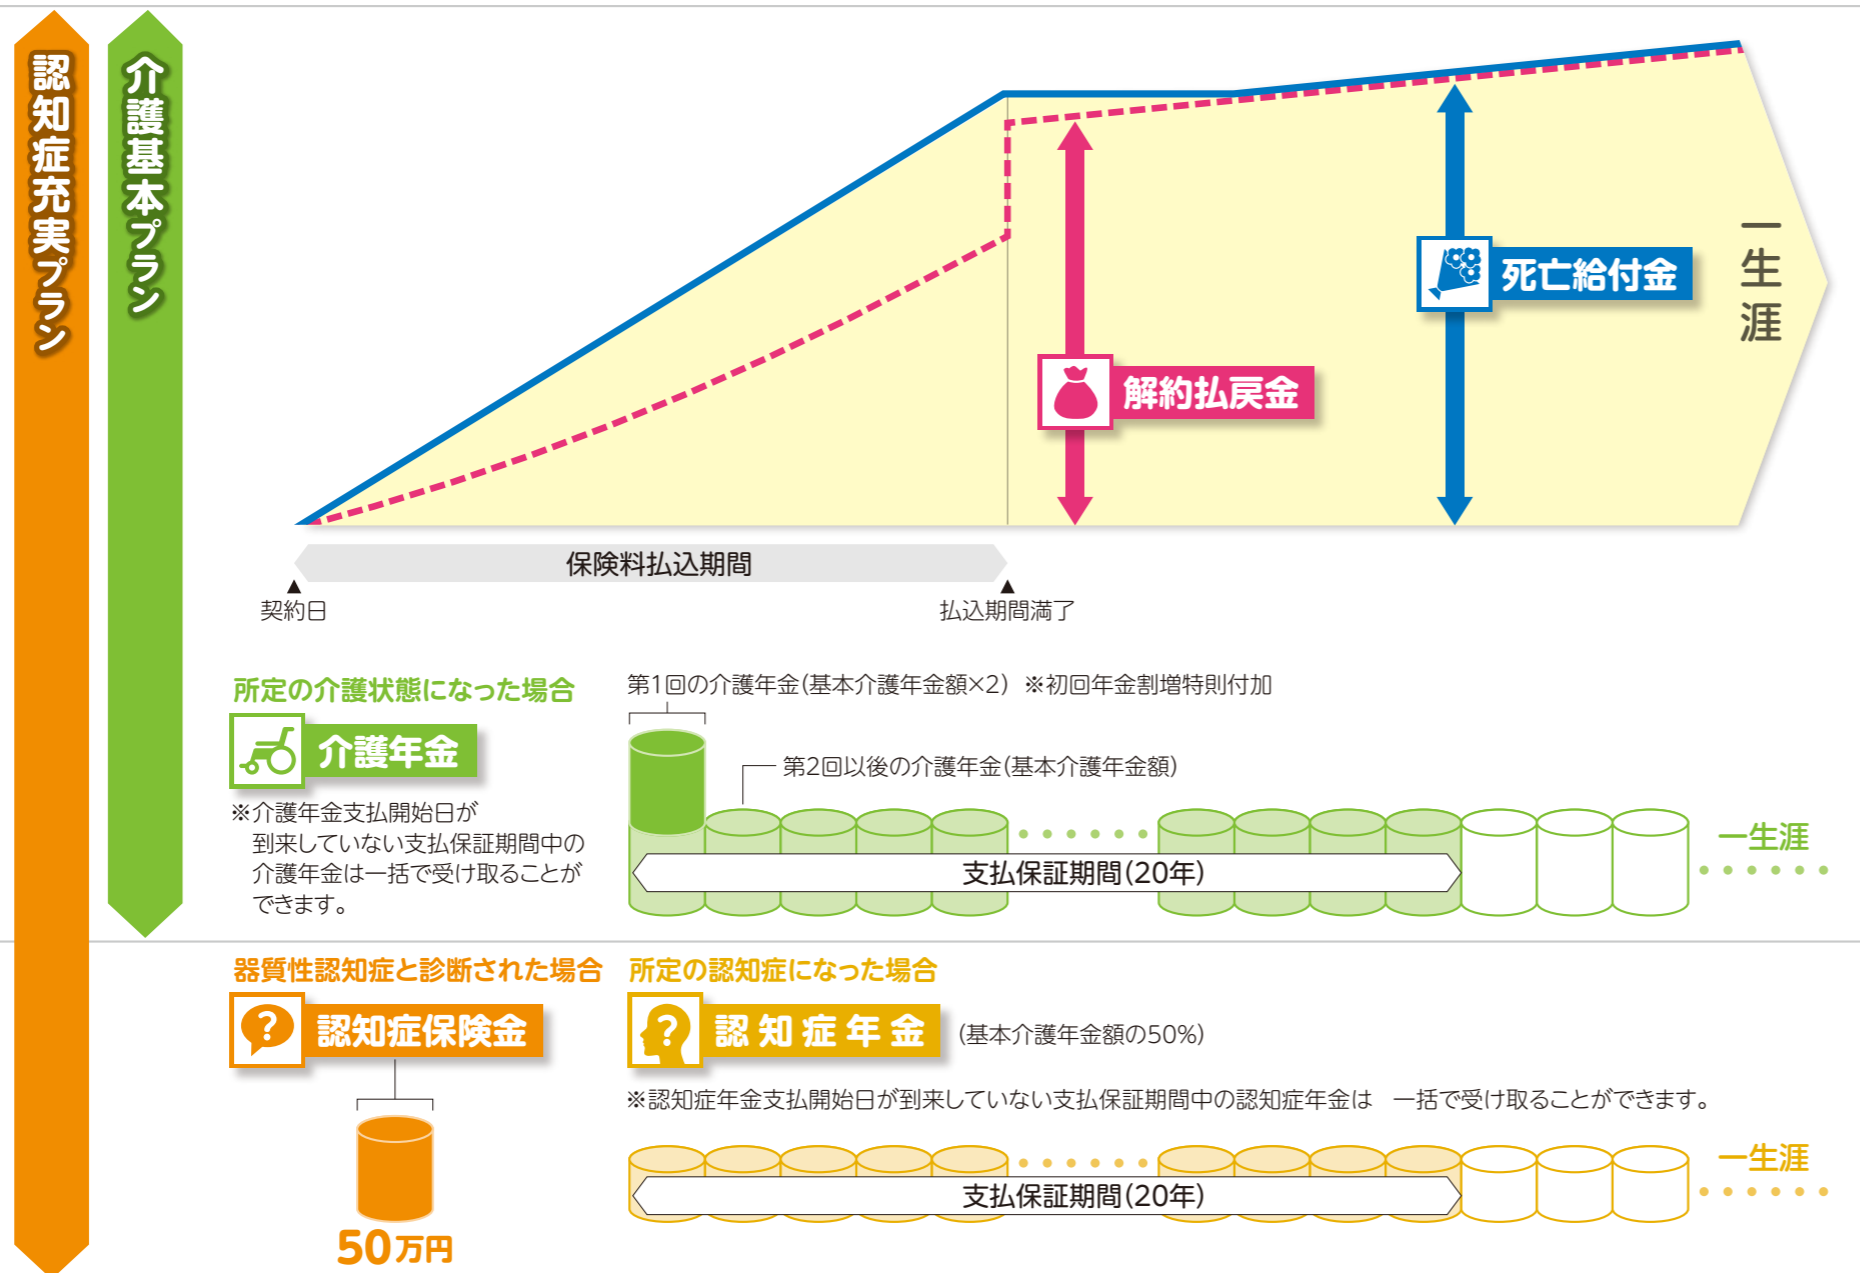 認知症充実プラン
介護基本プラン
一生涯
死亡給付金
解約払戻金
保険料払込期間
契約日
払込期間満了
所定の介護状態になった場合
介護年金
※介護年金支払開始日が
到来していない支払保証期間中の
介護年金は一括で受け取ることが
できます。
第1回の介護年金(基本介護年金額×2) ※初回年金割増特則付加
第2回以後の介護年金(基本介護年金額)
支払保証期間(20年)
一生涯
器質性認知症と診断された場合
?
認知症保険金
50万円
所定の認知症になった場合
?
認知症年金
(基本介護年金額の50%)
※認知症年金支払開始日が到来していない支払保証期間中の認知症年金は 一括で受け取ることができます。
支払保証期間(20年)
一生涯